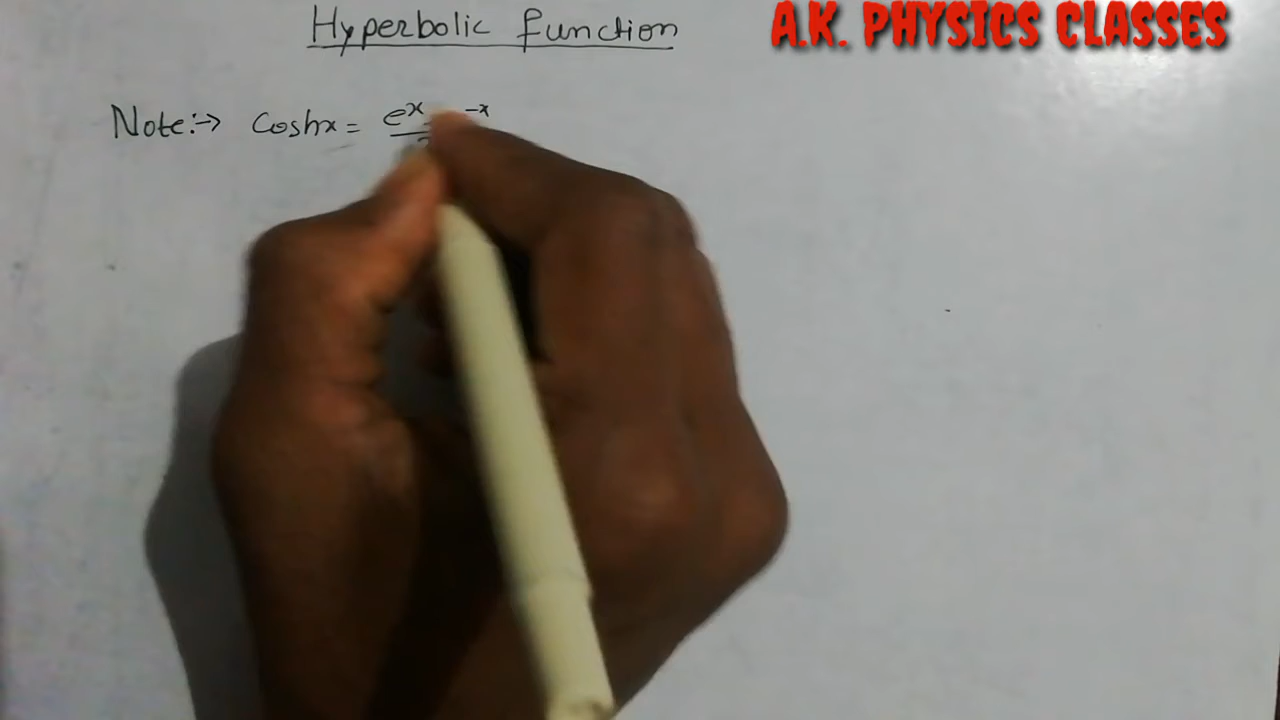 Hyperbolic function
A.K. PHYSICS CLASSES
Note:→ Coshx = e^x -x